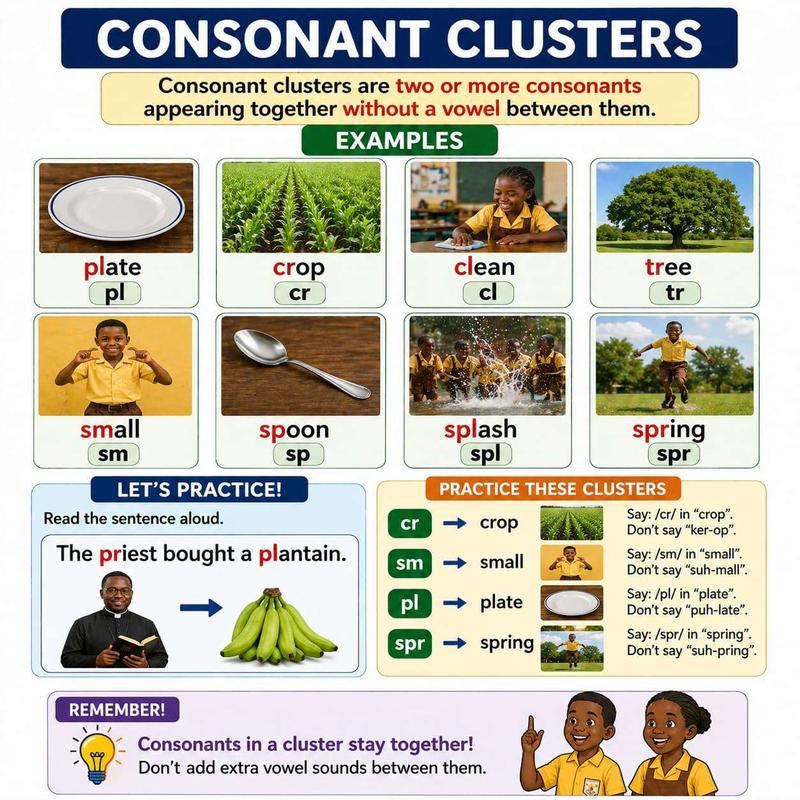 CONSONANT CLUSTERS
Consonant clusters are two or more consonants
appearing together without a vowel between them.
EXAMPLES
plate
pl
crop
cr
clean
cl
tree
tr
small
sm
spoon
sp
splash
spl
spring
spr
LET'S PRACTICE!
Read the sentence aloud.
The priest bought a plantain.
PRACTICE THESE CLUSTERS
cr crop Say: /cr/ in “crop”.
Don't say “ker-op”.
sm small Say: /sm/ in “small”.
Don't say “suh-mall”.
pl plate Say: /pl/ in “plate”.
Don't say “puh-late”.
spr spring Say: /spr/ in “spring”.
Don't say “suh-pring”.
REMEMBER!
Consonants in a cluster stay together!
Don't add extra vowel sounds between them.